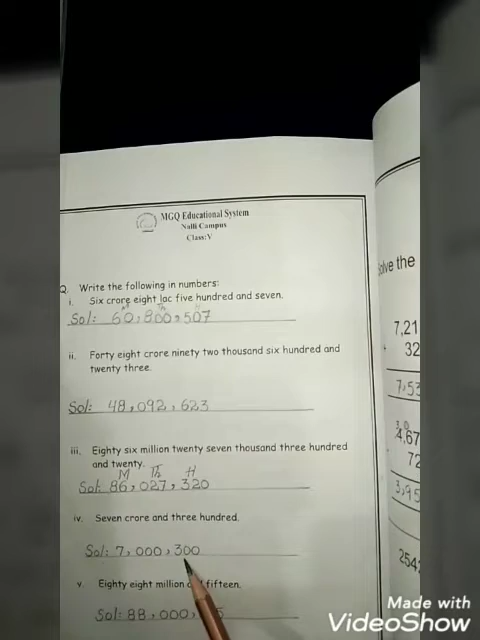 MGQ Educational System
Nalli Campus
Class:V
Q. Write the following in numbers:
i. Six crore eight lac five hundred and seven.
M Th H
Sol: 60,800,507
ii. Forty eight crore ninety two thousand six hundred and
twenty three.
Sol: 48,092,623
iii. Eighty six million twenty seven thousand three hundred
and twenty.
M Th H
Sol: 86,027,320
iv. Seven crore and three hundred.
Sol: 7,000,300
v. Eighty eight million fifteen.
Sol: 88,000,
olve the
7,21
32
7,53
4,67
72
3,95
254
Made with
VideoShow